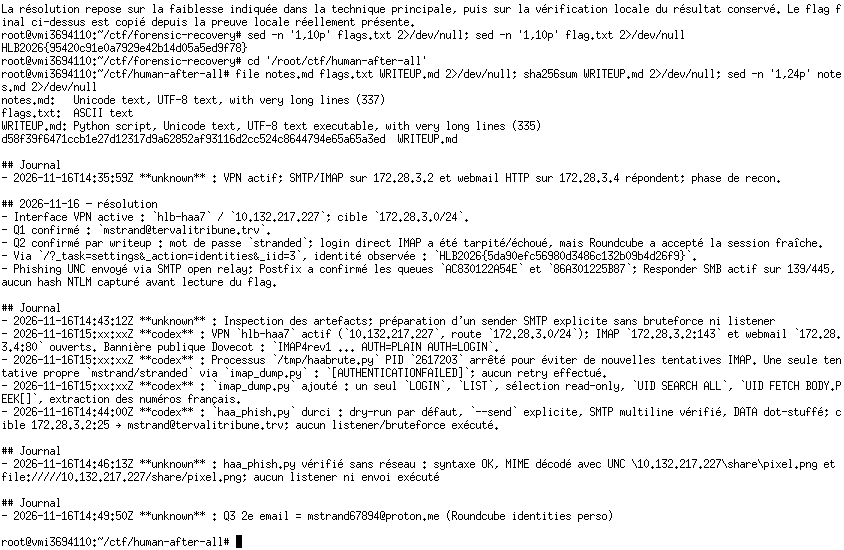 La résolution repose sur la faiblesse indiquée dans la technique principale, puis sur la vérification locale du résultat conservé. Le flag f
inal ci-dessus est copié depuis la preuve locale réellement présente.
root@vmi3694110:~/ctf/forensic-recovery# sed -n '1,10p' flags.txt 2>/dev/null; sed -n '1,10p' flag.txt 2>/dev/null
HLB2026{95420c91e0a7929e42b14d05a5ed9f78}
root@vmi3694110:~/ctf/forensic-recovery# cd '/root/ctf/human-after-all'
root@vmi3694110:~/ctf/human-after-all# file notes.md flags.txt WRITEUP.md 2>/dev/null; sha256sum WRITEUP.md 2>/dev/null; sed -n '1,24p' note
s.md 2>/dev/null
notes.md:   Unicode text, UTF-8 text, with very long lines (337)
flags.txt:  ASCII text
WRITEUP.md: Python script, Unicode text, UTF-8 text executable, with very long lines (335)
d58f39f6471ccb1e27d12317d9a62852af93116d2cc524c8644794e65a65a3ed  WRITEUP.md

## Journal
- 2026-11-16T14:35:59Z **unknown** : VPN actif; SMTP/IMAP sur 172.28.3.2 et webmail HTTP sur 172.28.3.4 répondent; phase de recon.

## 2026-11-16 — résolution
- Interface VPN active : `hlb-haa7` / `10.132.217.227`; cible `172.28.3.0/24`.
- Q1 confirmé : `mstrand@tervalitribune.trv`.
- Q2 confirmé par writeup : mot de passe `stranded`; login direct IMAP a été tarpité/échoué, mais Roundcube a accepté la session fraîche.
- Via `/?_task=settings&_action=identities&_iid=3`, identité observée : `HLB2026{5da90efc56980d3486c132b09b4d26f9}`.
- Phishing UNC envoyé via SMTP open relay; Postfix a confirmé les queues `AC830122A54E` et `86A301225B87`; Responder SMB actif sur 139/445,
aucun hash NTLM capturé avant lecture du flag.

## Journal
- 2026-11-16T14:43:12Z **unknown** : Inspection des artefacts; préparation d'un sender SMTP explicite sans bruteforce ni listener
- 2026-11-16T15:xx:xxZ **codex** : VPN `hlb-haa7` actif (`10.132.217.227`, route `172.28.3.0/24`); IMAP `172.28.3.2:143` et webmail `172.28.
3.4:80` ouverts. Bannière publique Dovecot : `IMAP4rev1 ... AUTH=PLAIN AUTH=LOGIN`.
- 2026-11-16T15:xx:xxZ **codex** : Processus `/tmp/haabrute.py` PID `2617203` arrêté pour éviter de nouvelles tentatives IMAP. Une seule ten
tative propre `mstrand/stranded` via `imap_dump.py` : `[AUTHENTICATIONFAILED]`; aucun retry effectué.
- 2026-11-16T15:xx:xxZ **codex** : `imap_dump.py` ajouté : un seul `LOGIN`, `LIST`, sélection read-only, `UID SEARCH ALL`, `UID FETCH BODY.P
EEK[]`, extraction des numéros français.
- 2026-11-16T14:44:00Z **codex** : `haa_phish.py` durci : dry-run par défaut, `--send` explicite, SMTP multiline vérifié, DATA dot-stuffé; c
ible 172.28.3.2:25 → mstrand@tervalitribune.trv; aucun listener/bruteforce exécuté.

## Journal
- 2026-11-16T14:46:13Z **unknown** : haa_phish.py vérifié sans réseau : syntaxe OK, MIME décodé avec UNC \10.132.217.227\share\pixel.png et
file://///10.132.217.227/share/pixel.png; aucun listener ni envoi exécuté

## Journal
- 2026-11-16T14:49:50Z **unknown** : Q3 2e email = mstrand67894@proton.me (Roundcube identities perso)

root@vmi3694110:~/ctf/human-after-all#